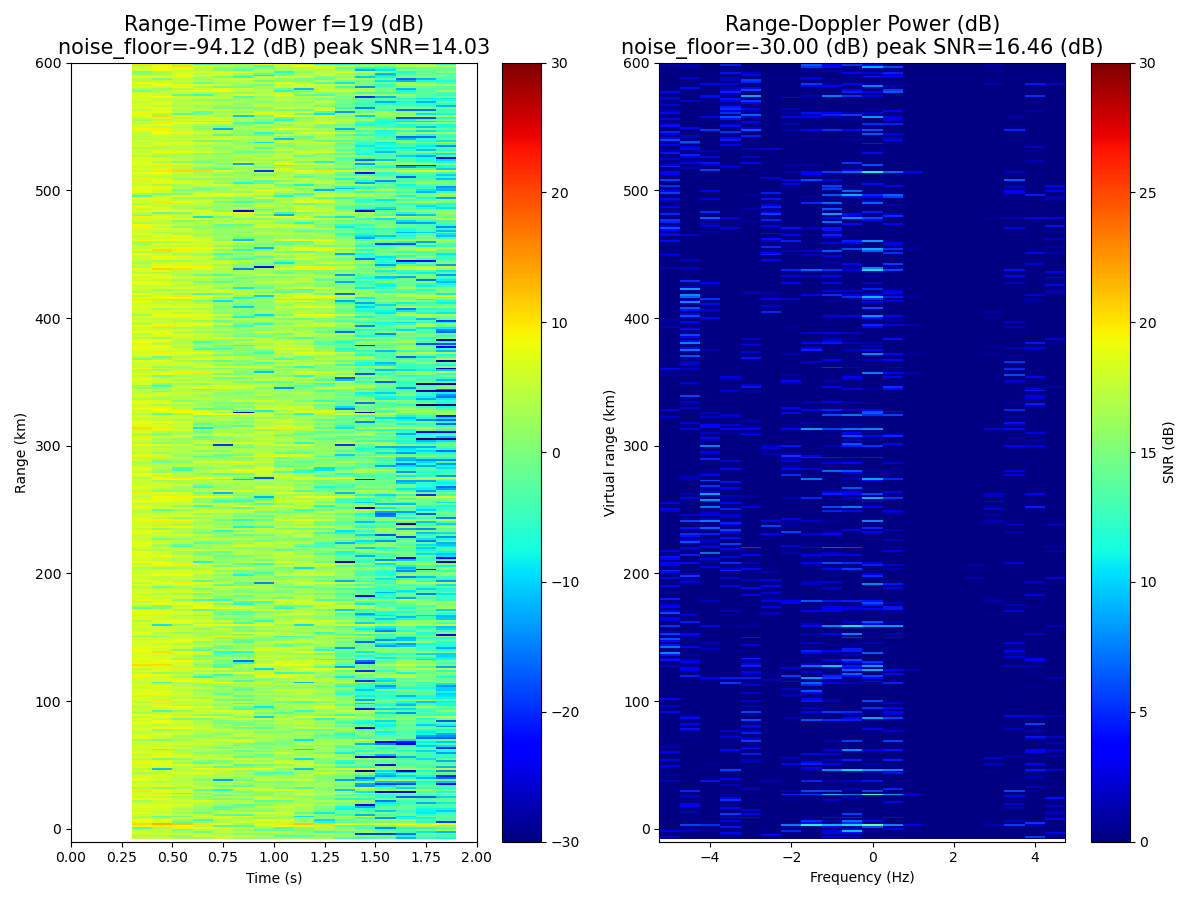 Range-Time Power f=19 (dB)
noise_floor=-94.12 (dB) peak SNR=14.03
600
500
400
300
200
100
0
Range (km)
0.00 0.25 0.50 0.75 1.00 1.25 1.50 1.75 2.00
Time (s)
30
20
10
0
−10
−20
−30
Range-Doppler Power (dB)
noise_floor=-30.00 (dB) peak SNR=16.46 (dB)
600
500
400
300
200
100
0
Virtual range (km)
−4 −2 0 2 4
Frequency (Hz)
30
25
20
15
10
5
0
SNR (dB)